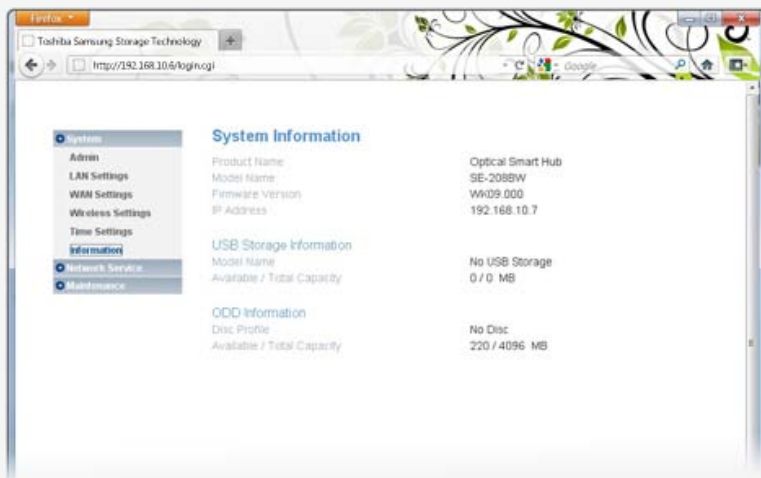 Firefox
Toshiba Samsung Storage Technology
http://192.168.10.6/login.cgi
Google
System
Admin
LAN Settings
WAN Settings
Wireless Settings
Time Settings
Information
Network Service
Maintenance
System Information
Product Name Optical Smart Hub
Model Name SE-208BW
Firmware Version WK09.000
IP Address 192.168.10.7
USB Storage Information
Model Name No USB Storage
Available / Total Capacity 0 / 0 MB
ODD Information
Disc Profile No Disc
Available / Total Capacity 220 / 4096 MB